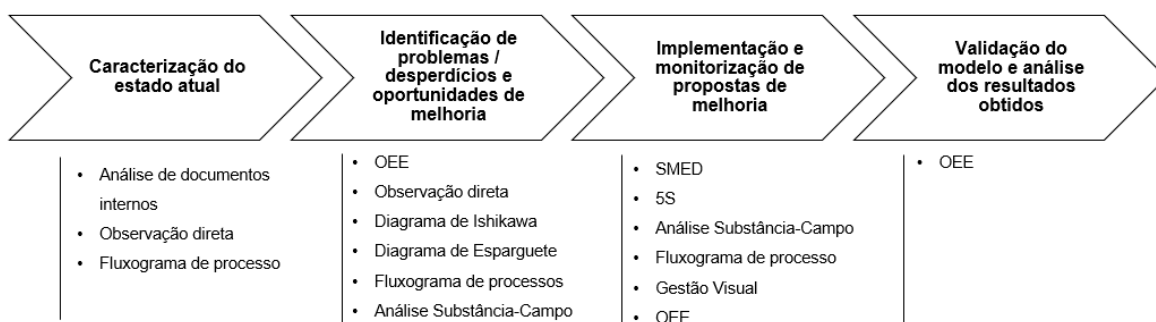 Caracterização do
estado atual
Identificação de
problemas /
desperdícios e
oportunidades de
melhoria
Implementação e
monitorização de
propostas de
melhoria
Validação do
modelo e análise
dos resultados
obtidos
• Análise de documentos
internos
• Observação direta
• Fluxograma de processo
• OEE
• Observação direta
• Diagrama de Ishikawa
• Diagrama de Esparguete
• Fluxograma de processos
• Análise Substância-Campo
• SMED
• 5S
• Análise Substância-Campo
• Fluxograma de processo
• Gestão Visual
• OEE
• OEE